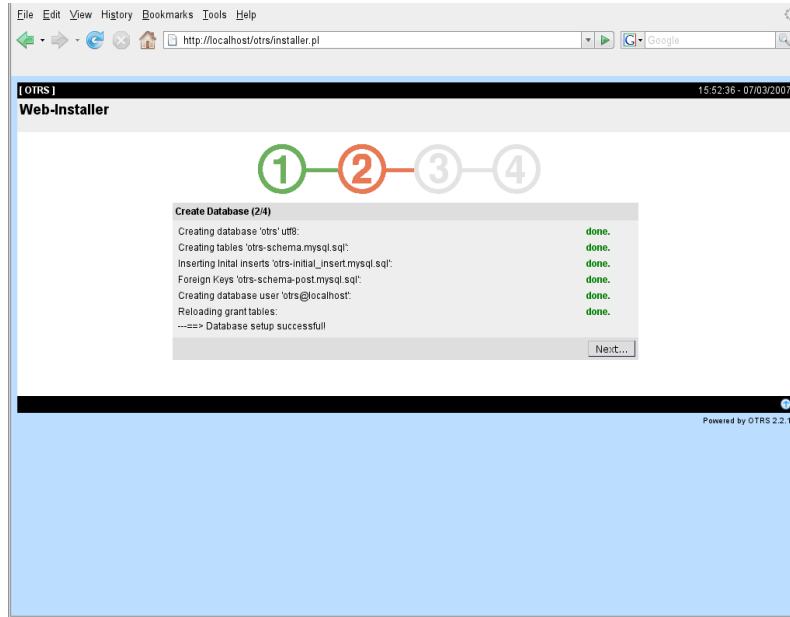 File Edit View History Bookmarks Tools Help
http://localhost/otrs/installer.pl
G Google
[ OTRS ] 15:52:36 - 07/03/2007
Web-Installer
1 2 3 4
Create Database (2/4)
Creating database 'otrs' utf8: done.
Creating tables 'otrs-schema.mysql.sql': done.
Inserting Inital inserts 'otrs-initial_insert.mysql.sql': done.
Foreign Keys 'otrs-schema-post.mysql.sql': done.
Creating database user 'otrs@localhost': done.
Reloading grant tables: done.
---==> Database setup successful!
Next...
Powered by OTRS 2.2.1